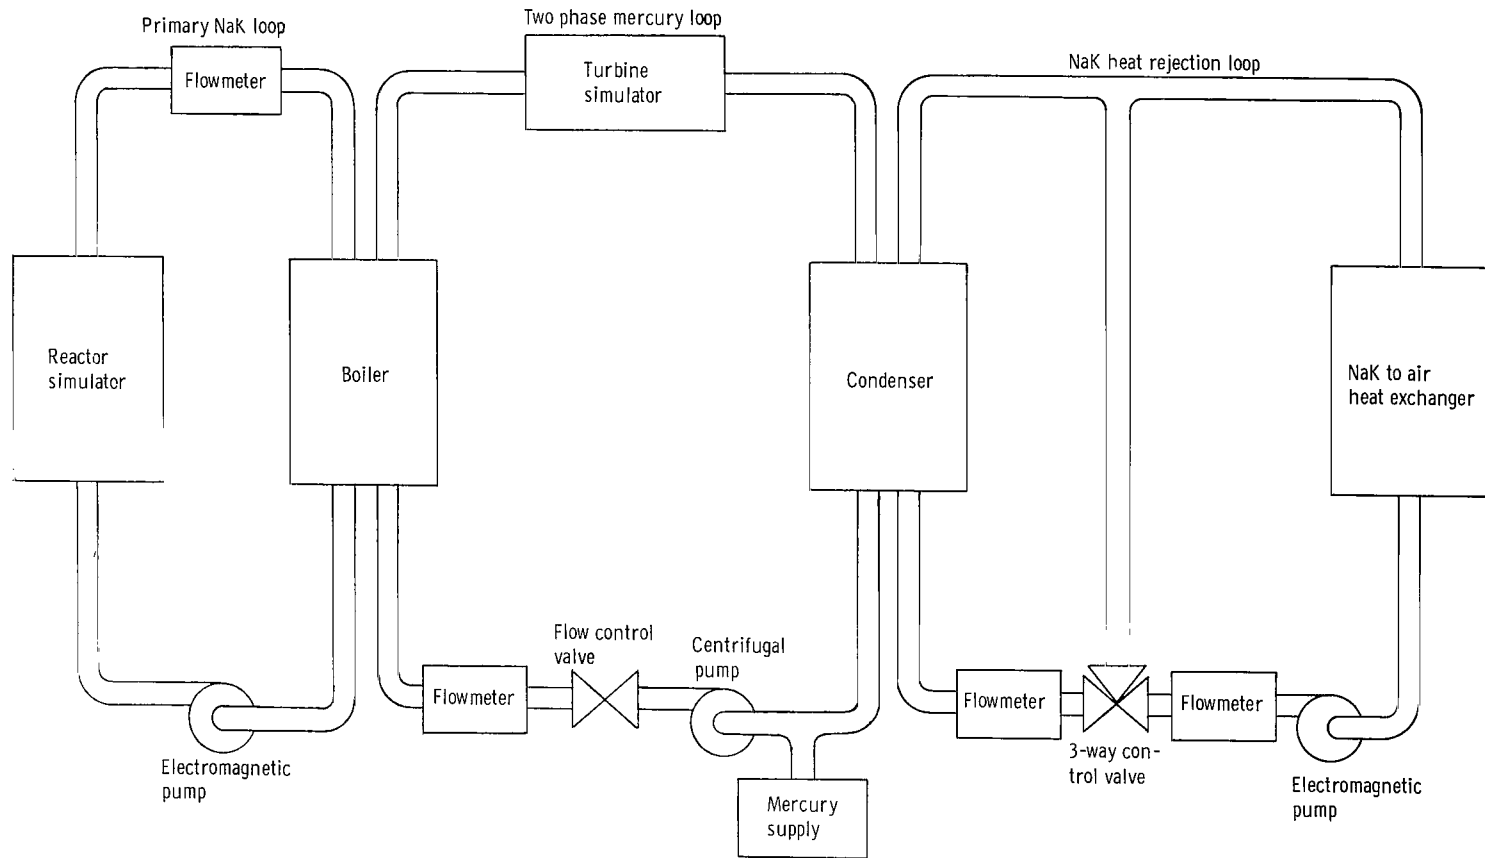 Primary NaK loop
Flowmeter
Two phase mercury loop
Turbine
simulator
NaK heat rejection loop
Reactor
simulator
Boiler
Condenser
NaK to air
heat exchanger
Flow control
valve
Centrifugal
pump
Flowmeter
Flowmeter
Flowmeter
3-way con-
trol valve
Electromagnetic
pump
Electromagnetic
pump
Mercury
supply